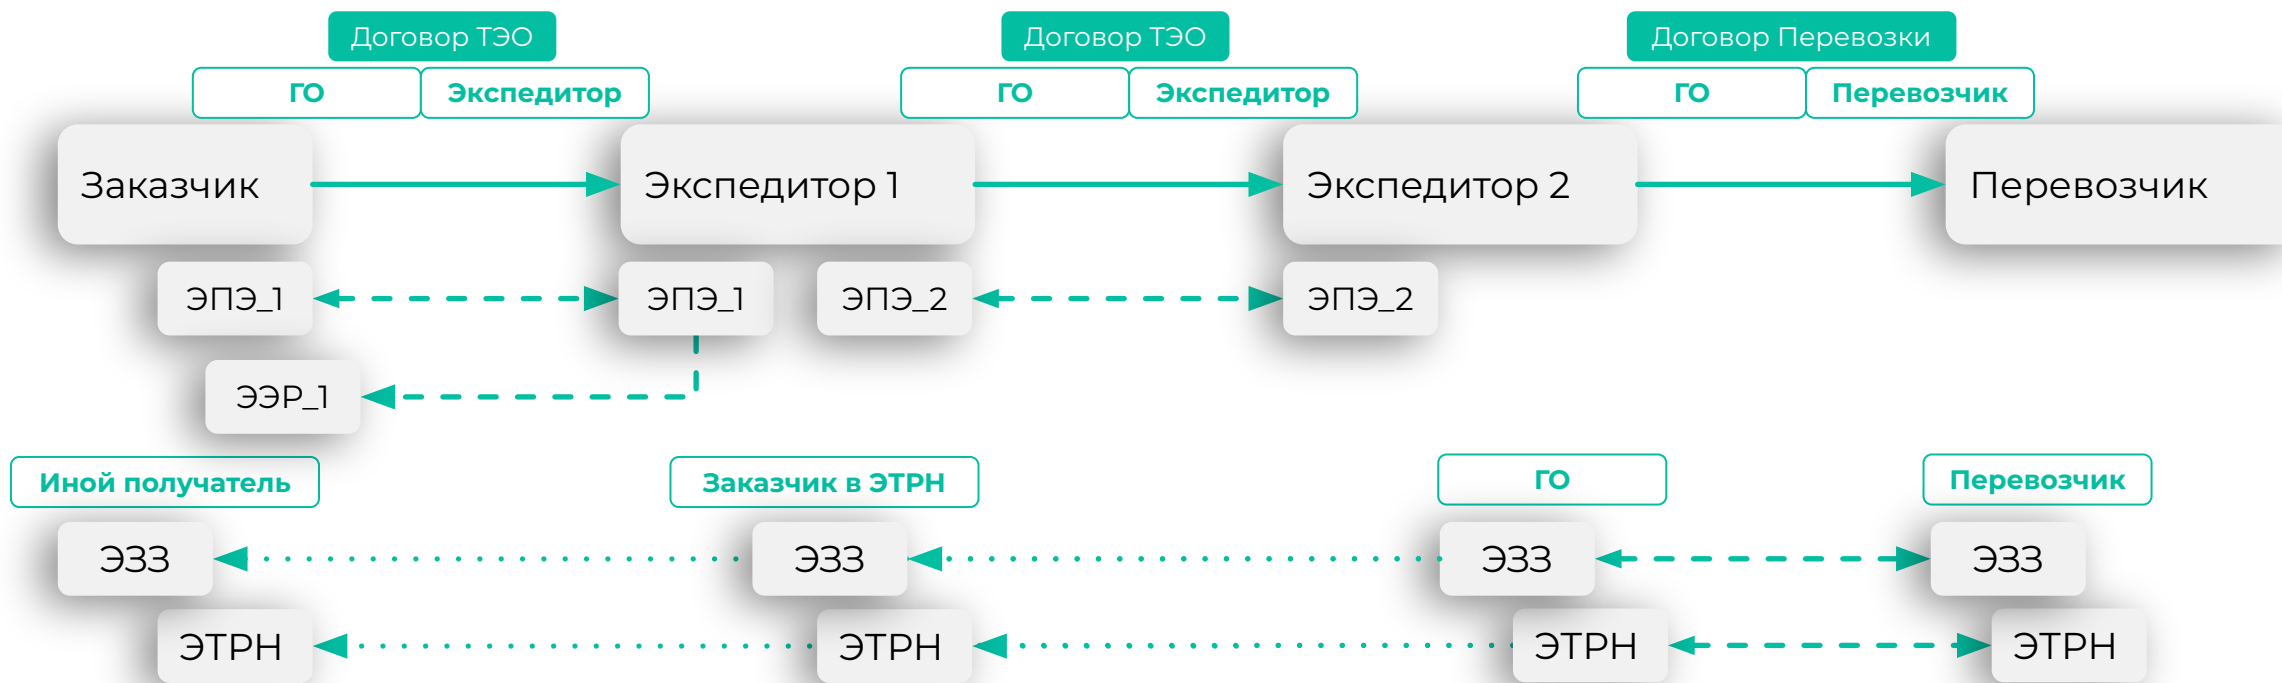 Договор ТЭО
Договор ТЭО
Договор Перевозки
ГО
Экспедитор
ГО
Экспедитор
ГО
Перевозчик
Заказчик
Экспедитор 1
Экспедитор 2
Перевозчик
ЭПЭ_1
ЭПЭ_1
ЭПЭ_2
ЭПЭ_2
ЭЭР_1
Иной получатель
Заказчик в ЭТРН
ГО
Перевозчик
ЭЗЗ
ЭЗЗ
ЭЗЗ
ЭЗЗ
ЭТРН
ЭТРН
ЭТРН
ЭТРН